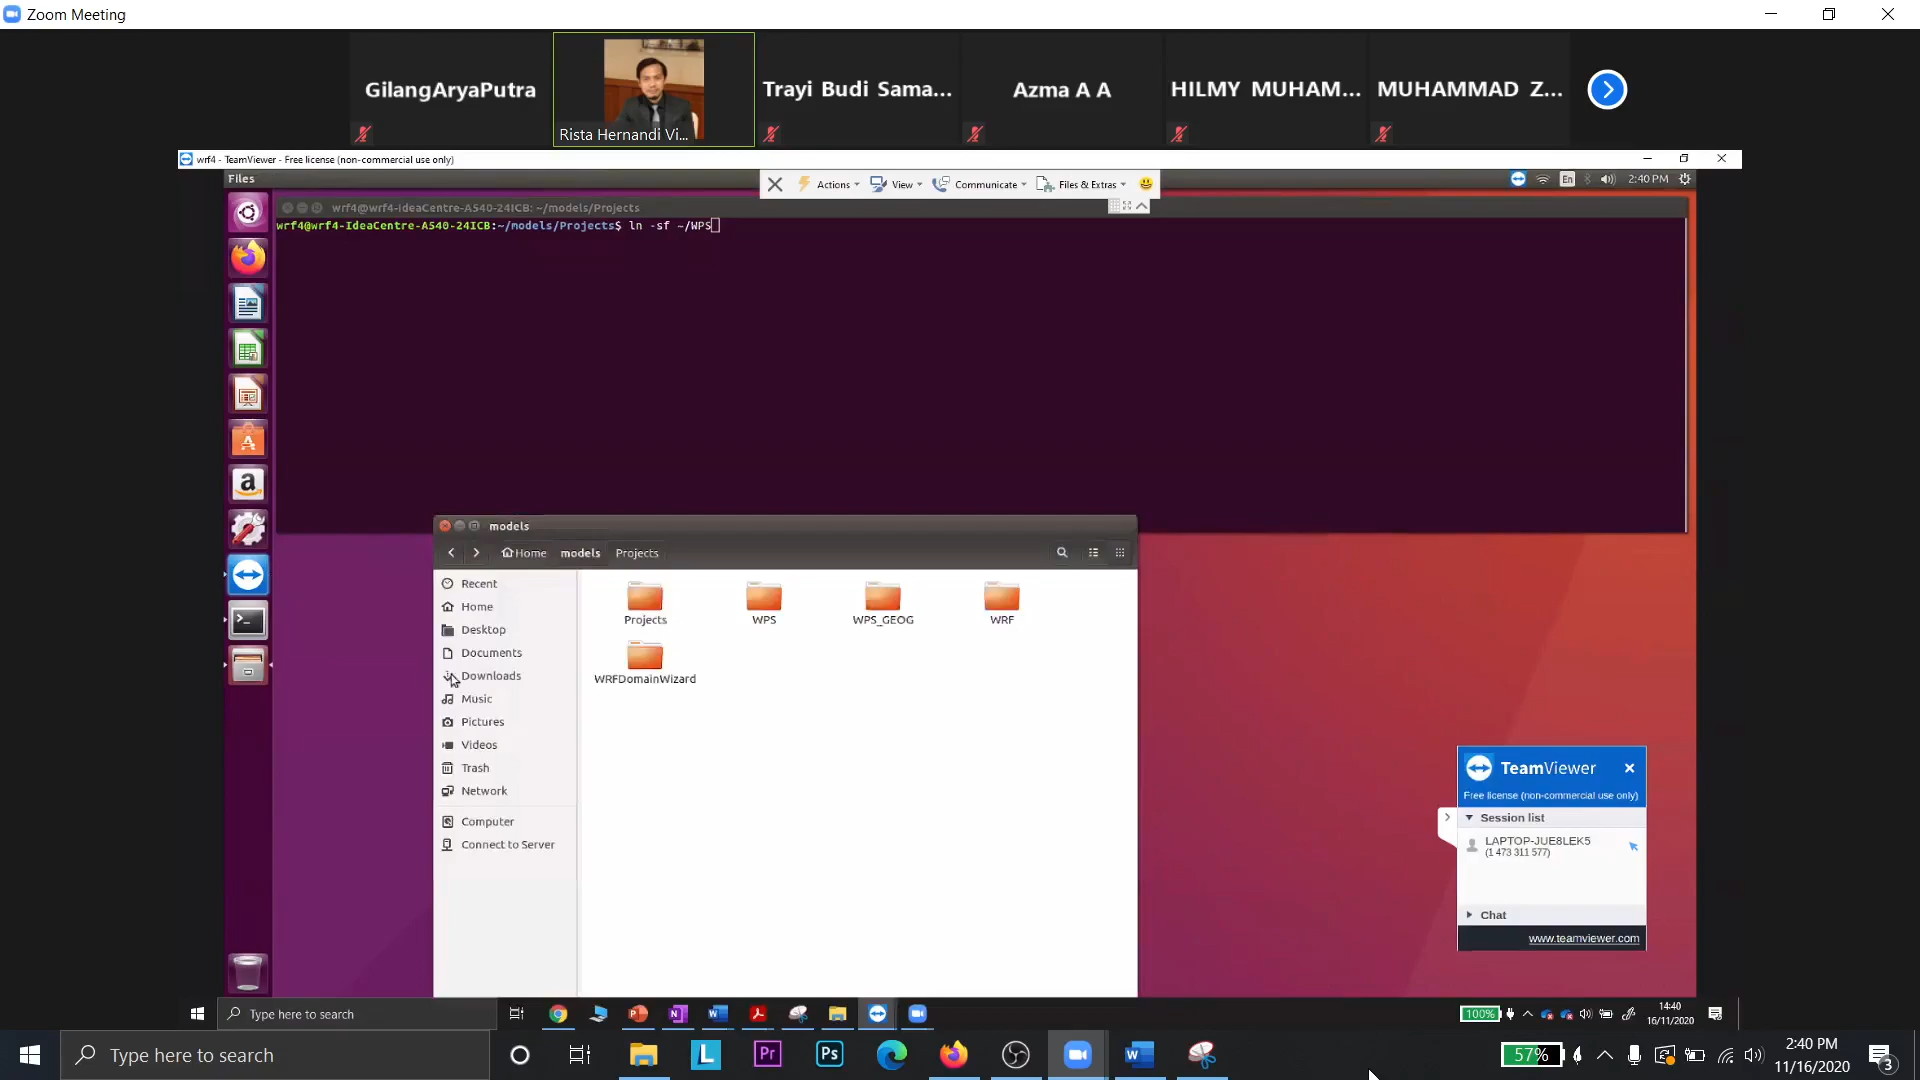 Zoom Meeting
GilangAryaPutra
Rista Hernandi Vi...
Trayi Budi Sama...
Azma A A
HILMY MUHAM...
MUHAMMAD Z...
wrf4 - TeamViewer - Free license (non-commercial use only)
Files
Actions
View
Communicate
Files & Extras
En
2:40 PM
wrf4@wrf4-IdeaCentre-A540-24ICB: ~/models/Projects
wrf4@wrf4-IdeaCentre-A540-24ICB:~/models/Projects$ ln -sf ~/WPS
models
Home
models
Projects
Recent
Home
Desktop
Documents
Downloads
Music
Pictures
Videos
Trash
Network
Computer
Connect to Server
Projects
WPS
WPS_GEOG
WRF
WRFDomainWizard
TeamViewer
Free license (non-commercial use only)
Session list
LAPTOP-JUE8LEK5
(1 473 311 577)
Chat
www.teamviewer.com
Type here to search
100%
14:40
16/11/2020
Type here to search
L
Pr
Ps
57%
2:40 PM
11/16/2020
3